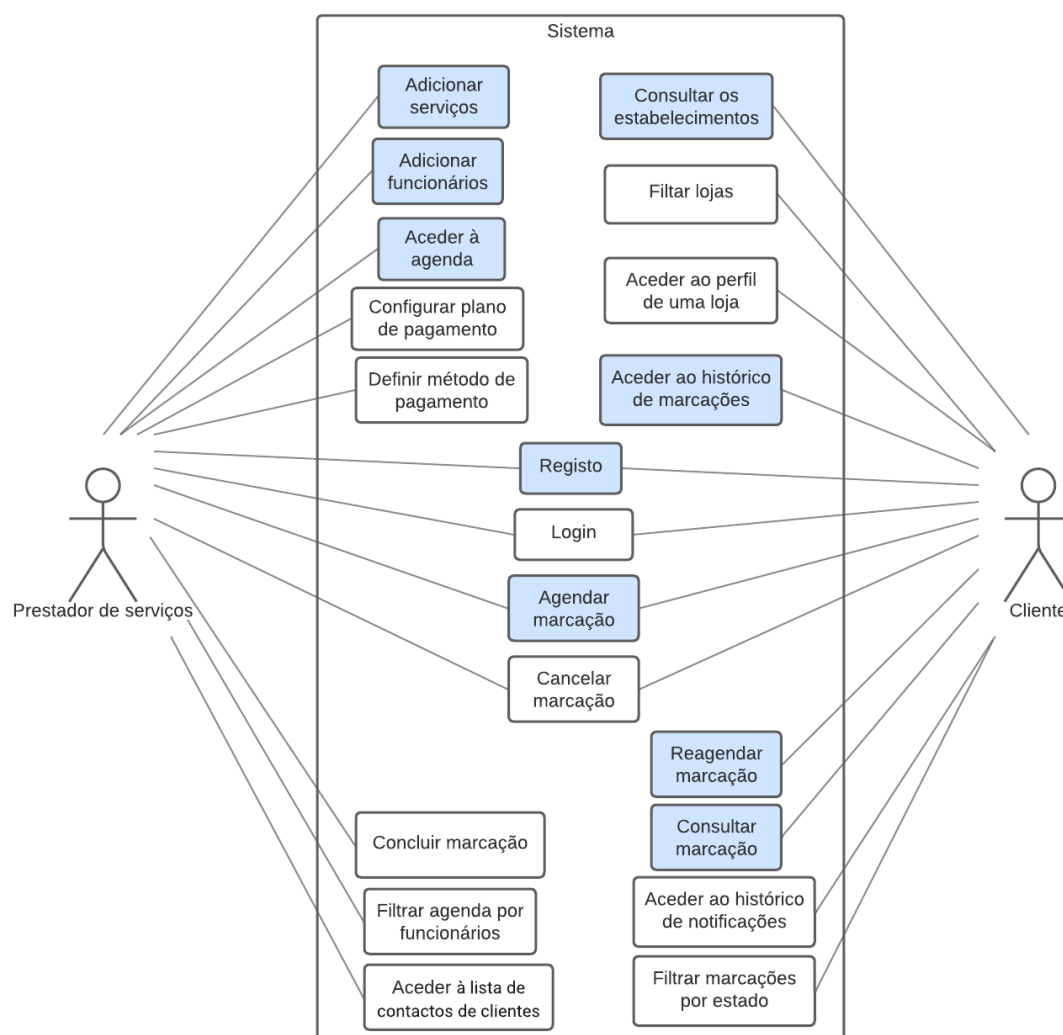 Sistema
Adicionar
serviços
Consultar os
estabelecimentos
Adicionar
funcionários
Filtar lojas
Aceder à
agenda
Aceder ao perfil
de uma loja
Configurar plano
de pagamento
Definir método de
pagamento
Aceder ao histórico
de marcações
Registo
Login
Prestador de serviços
Agendar
marcação
Cliente
Cancelar
marcação
Reagendar
marcação
Concluir marcação
Consultar
marcação
Filtrar agenda por
funcionários
Aceder ao histórico
de notificações
Aceder à lista de
contactos de clientes
Filtrar marcações
por estado